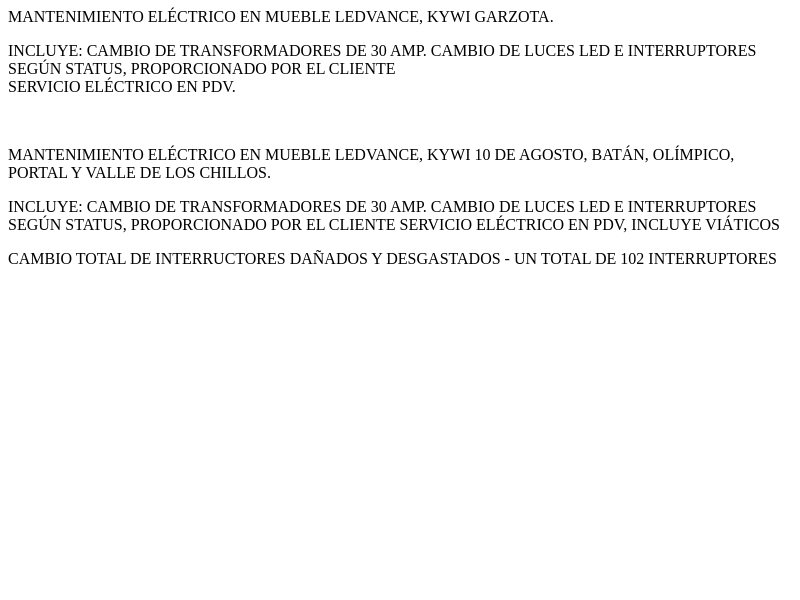 MANTENIMIENTO ELÉCTRICO EN MUEBLE LEDVANCE, KYWI GARZOTA.
INCLUYE: CAMBIO DE TRANSFORMADORES DE 30 AMP. CAMBIO DE LUCES LED E INTERRUPTORES
SEGÚN STATUS, PROPORCIONADO POR EL CLIENTE
SERVICIO ELÉCTRICO EN PDV.
MANTENIMIENTO ELÉCTRICO EN MUEBLE LEDVANCE, KYWI 10 DE AGOSTO, BATÁN, OLÍMPICO,
PORTAL Y VALLE DE LOS CHILLOS.
INCLUYE: CAMBIO DE TRANSFORMADORES DE 30 AMP. CAMBIO DE LUCES LED E INTERRUPTORES
SEGÚN STATUS, PROPORCIONADO POR EL CLIENTE SERVICIO ELÉCTRICO EN PDV, INCLUYE VIÁTICOS
CAMBIO TOTAL DE INTERRUCTORES DAÑADOS Y DESGASTADOS - UN TOTAL DE 102 INTERRUPTORES